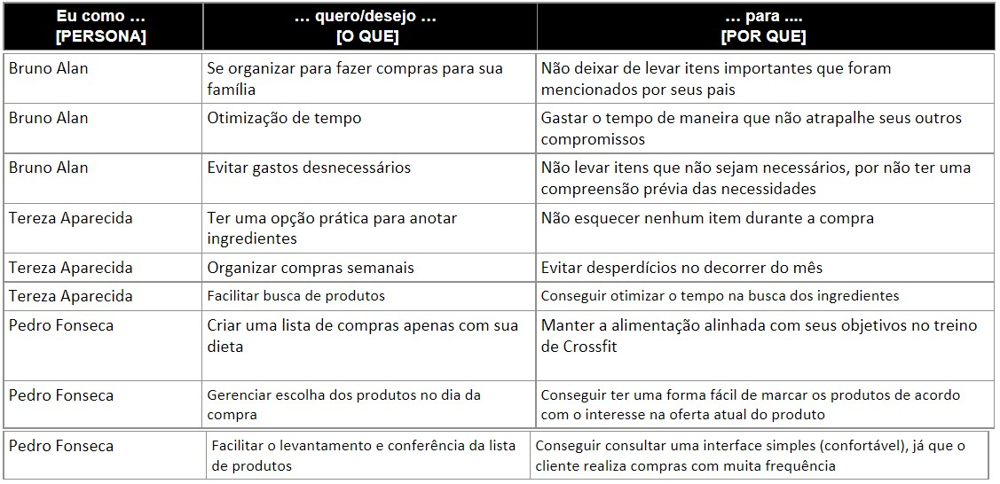 Eu como …
[PERSONA]
… quero/desejo …
[O QUE]
… para ....
[POR QUE]
Bruno Alan
Se organizar para fazer compras para sua
família
Não deixar de levar itens importantes que foram
mencionados por seus pais
Bruno Alan
Otimização de tempo
Gastar o tempo de maneira que não atrapalhe seus outros
compromissos
Bruno Alan
Evitar gastos desnecessários
Não levar itens que não sejam necessários, por não ter uma
compreensão prévia das necessidades
Tereza Aparecida
Ter uma opção prática para anotar
ingredientes
Não esquecer nenhum item durante a compra
Tereza Aparecida
Organizar compras semanais
Evitar desperdícios no decorrer do mês
Tereza Aparecida
Facilitar busca de produtos
Conseguir otimizar o tempo na busca dos ingredientes
Pedro Fonseca
Criar uma lista de compras apenas com sua
dieta
Manter a alimentação alinhada com seus objetivos no treino
de Crossfit
Pedro Fonseca
Gerenciar escolha dos produtos no dia da
compra
Conseguir ter uma forma fácil de marcar os produtos de acordo
com o interesse na oferta atual do produto
Pedro Fonseca
Facilitar o levantamento e conferência da lista
de produtos
Conseguir consultar uma interface simples (confortável), já que o
cliente realiza compras com muita frequência